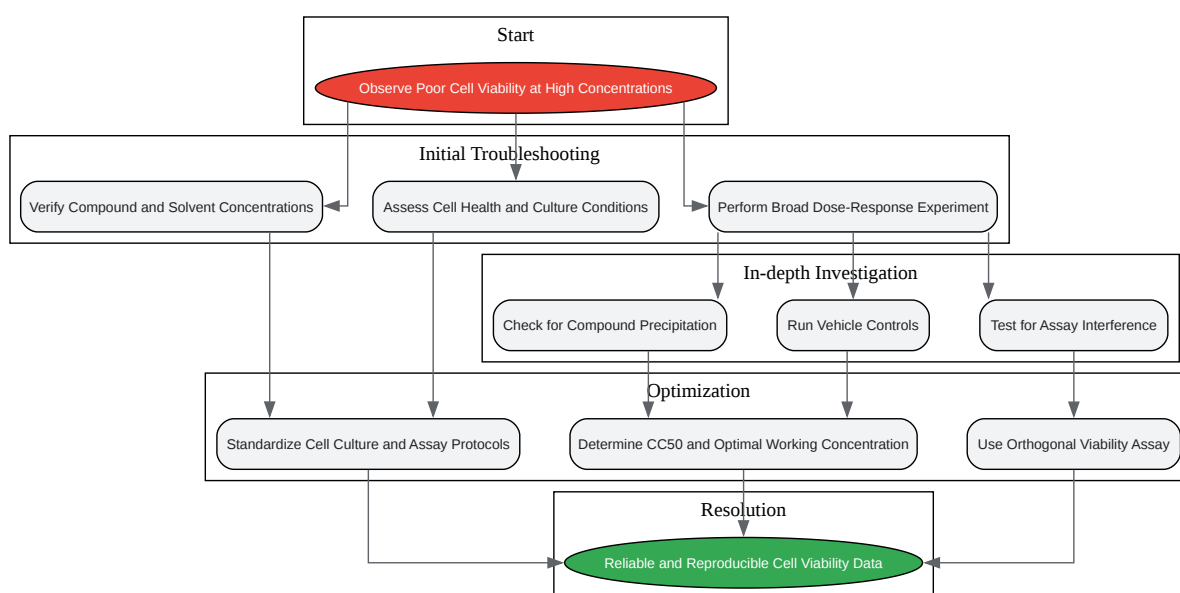 Start
Observe Poor Cell Viability at High Concentrations
Initial Troubleshooting
Verify Compound and Solvent Concentrations
Assess Cell Health and Culture Conditions
Perform Broad Dose-Response Experiment
In-depth Investigation
Check for Compound Precipitation
Run Vehicle Controls
Test for Assay Interference
Optimization
Standardize Cell Culture and Assay Protocols
Determine CC50 and Optimal Working Concentration
Use Orthogonal Viability Assay
Resolution
Reliable and Reproducible Cell Viability Data